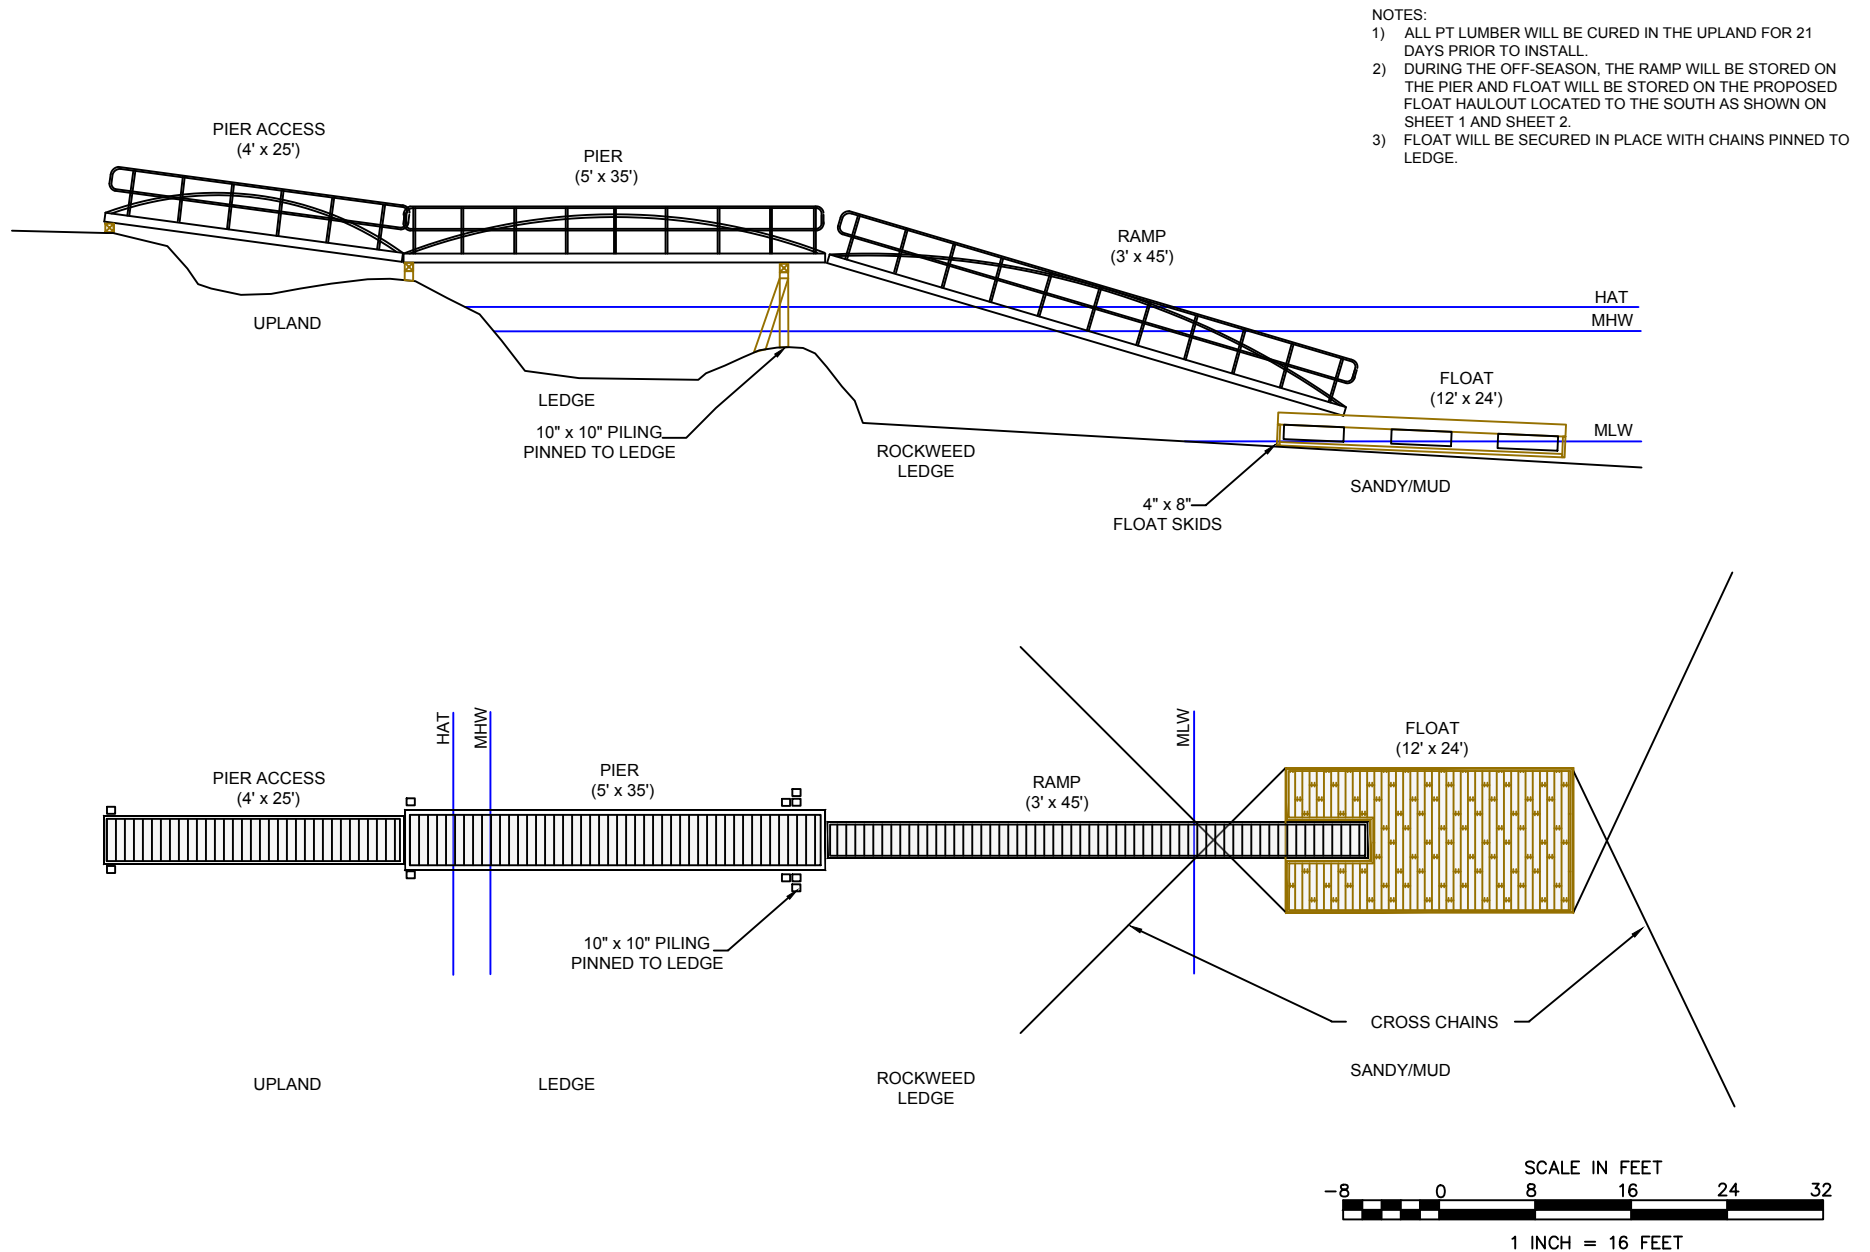 NOTES:
1) ALL PT LUMBER WILL BE CURED IN THE UPLAND FOR 21
DAYS PRIOR TO INSTALL.
2) DURING THE OFF-SEASON, THE RAMP WILL BE STORED ON
THE PIER AND FLOAT WILL BE STORED ON THE PROPOSED
FLOAT HAULOUT LOCATED TO THE SOUTH AS SHOWN ON
SHEET 1 AND SHEET 2.
3) FLOAT WILL BE SECURED IN PLACE WITH CHAINS PINNED TO
LEDGE.
PIER ACCESS
(4' x 25')
PIER
(5' x 35')
RAMP
(3' x 45')
HAT
MHW
UPLAND
FLOAT
(12' x 24')
LEDGE
10" x 10" PILING
PINNED TO LEDGE
MLW
ROCKWEED
LEDGE
SANDY/MUD
4" x 8"
FLOAT SKIDS
HAT
MHW
MLW
FLOAT
(12' x 24')
PIER ACCESS
(4' x 25')
PIER
(5' x 35')
RAMP
(3' x 45')
10" x 10" PILING
PINNED TO LEDGE
CROSS CHAINS
UPLAND
LEDGE
ROCKWEED
LEDGE
SANDY/MUD
SCALE IN FEET
-8 0 8 16 24 32
1 INCH = 16 FEET